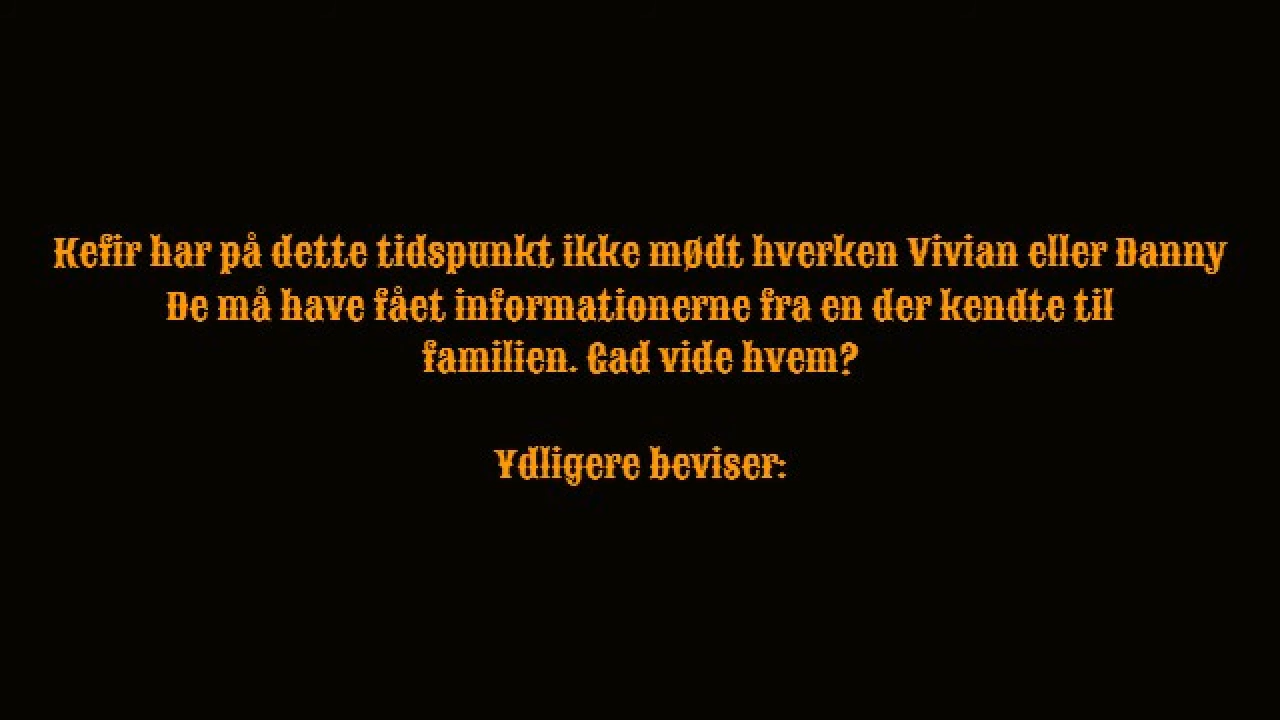 Kefir har på dette tidspunkt ikke mødt hverken Vivian eller Danny
De må have fået informationerne fra en der kendte til
familien. Gad vide hvem?
Ydligere beviser: